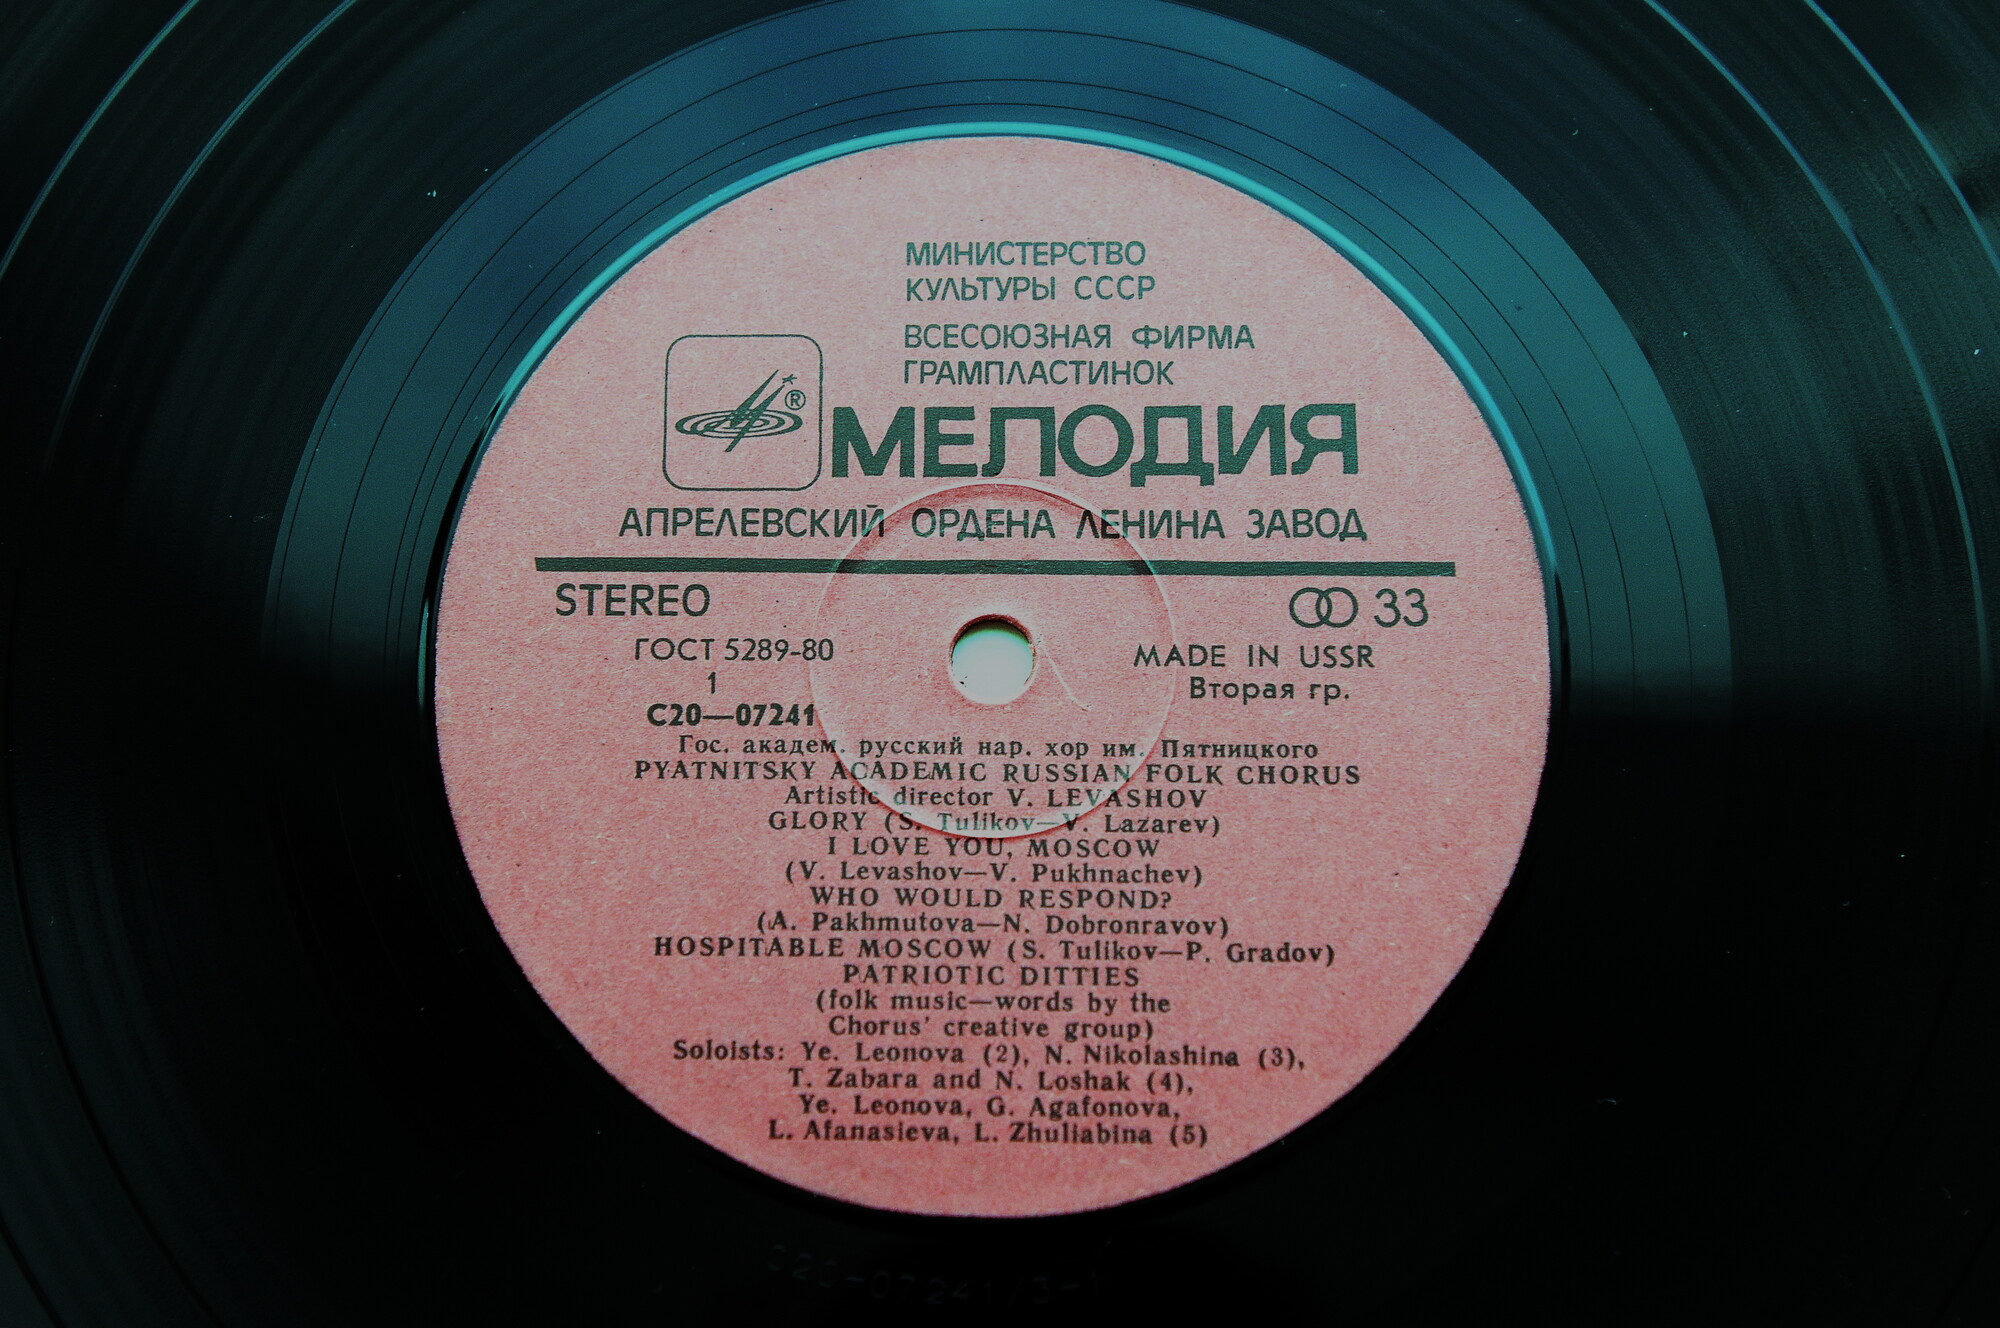 МИНИСТЕРСТВО
КУЛЬТУРЫ СССР
ВСЕСОЮЗНАЯ ФИРМА
ГРАМПЛАСТИНОК
®
МЕЛОДИЯ
АПРЕЛЕВСКИЙ ОРДЕНА ЛЕНИНА ЗАВОД
STEREO
33
ГОСТ 5289-80
MADE IN USSR
1
Вторая гр.
С20—07241
Гос. академ. русский нар. хор им. Пятницкого
PYATNITSKY ACADEMIC RUSSIAN FOLK CHORUS
Artistic director V. LEVASHOV
GLORY (S. Tulikov—V. Lazarev)
I LOVE YOU, MOSCOW
(V. Levashov—V. Pukhnachev)
WHO WOULD RESPOND?
(A. Pakhmutova—N. Dobronravov)
HOSPITABLE MOSCOW (S. Tulikov—P. Gradov)
PATRIOTIC DITTIES
(folk music—words by the
Chorus' creative group)
Soloists: Ye. Leonova (2), N. Nikolashina (3),
T. Zabara and N. Loshak (4),
Ye. Leonova, G. Agafonova,
L. Afanasieva, L. Zhuliabina (5)